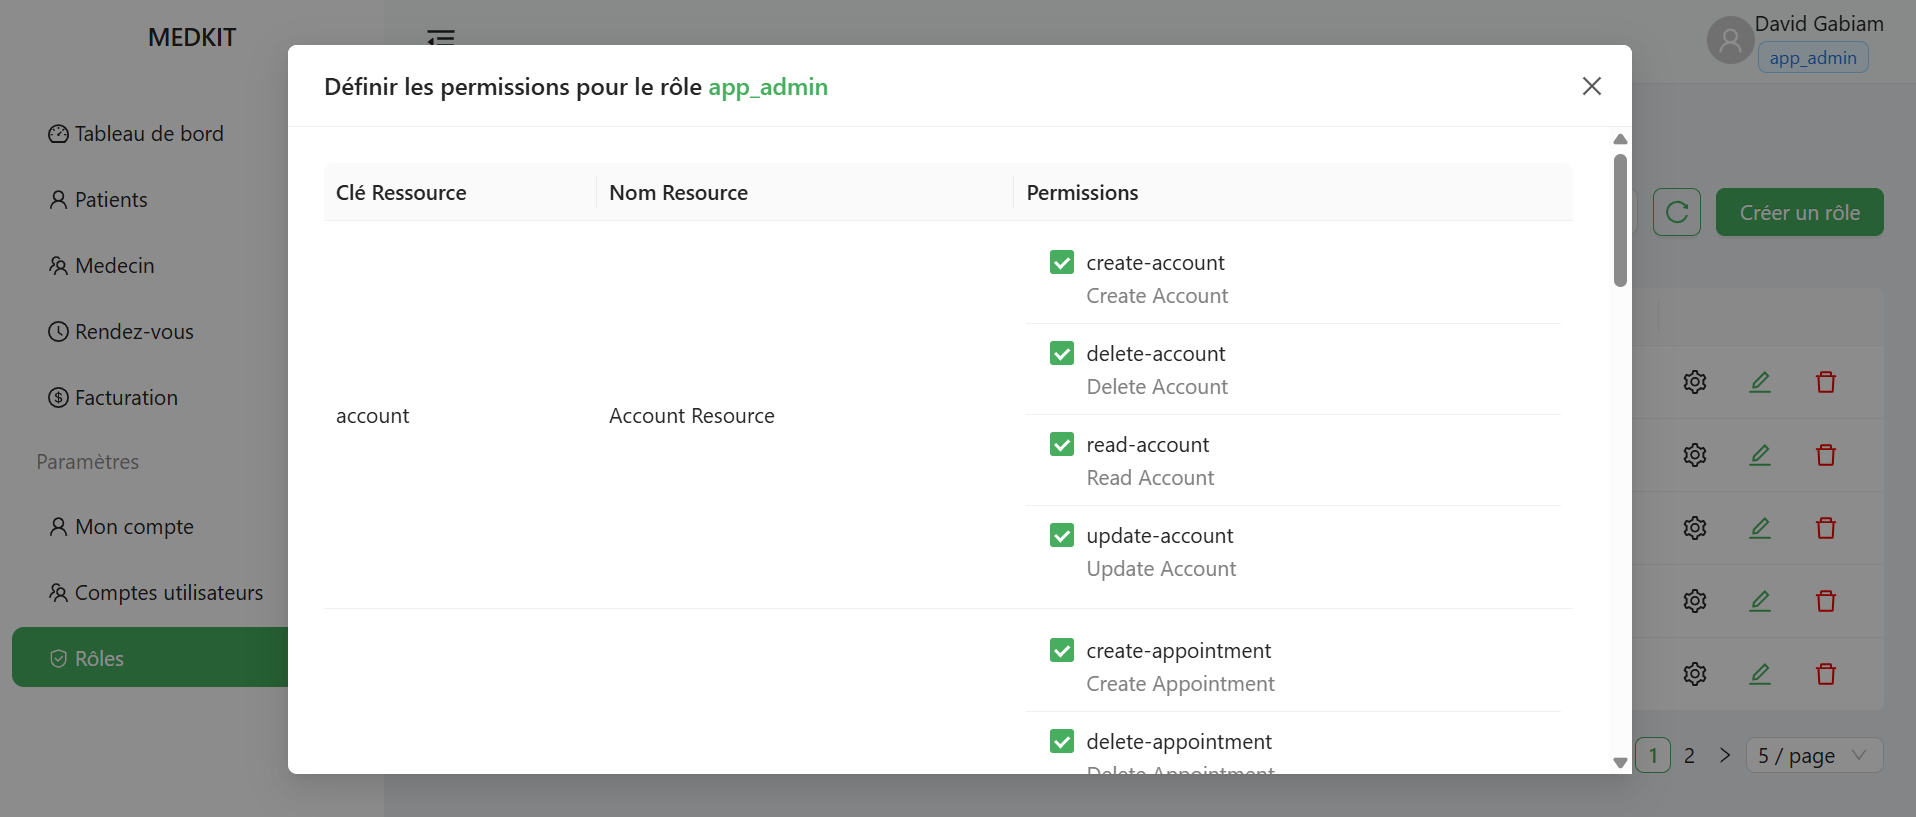 MEDKIT
David Gabiam
app_admin
Tableau de bord
Patients
Medecin
Rendez-vous
Facturation
Paramètres
Mon compte
Comptes utilisateurs
Rôles
Définir les permissions pour le rôle app_admin
Clé Ressource
Nom Resource
Permissions
account
Account Resource
create-account
Create Account
delete-account
Delete Account
read-account
Read Account
update-account
Update Account
create-appointment
Create Appointment
delete-appointment
Delete Appointment
Créer un rôle
1
2
5 / page